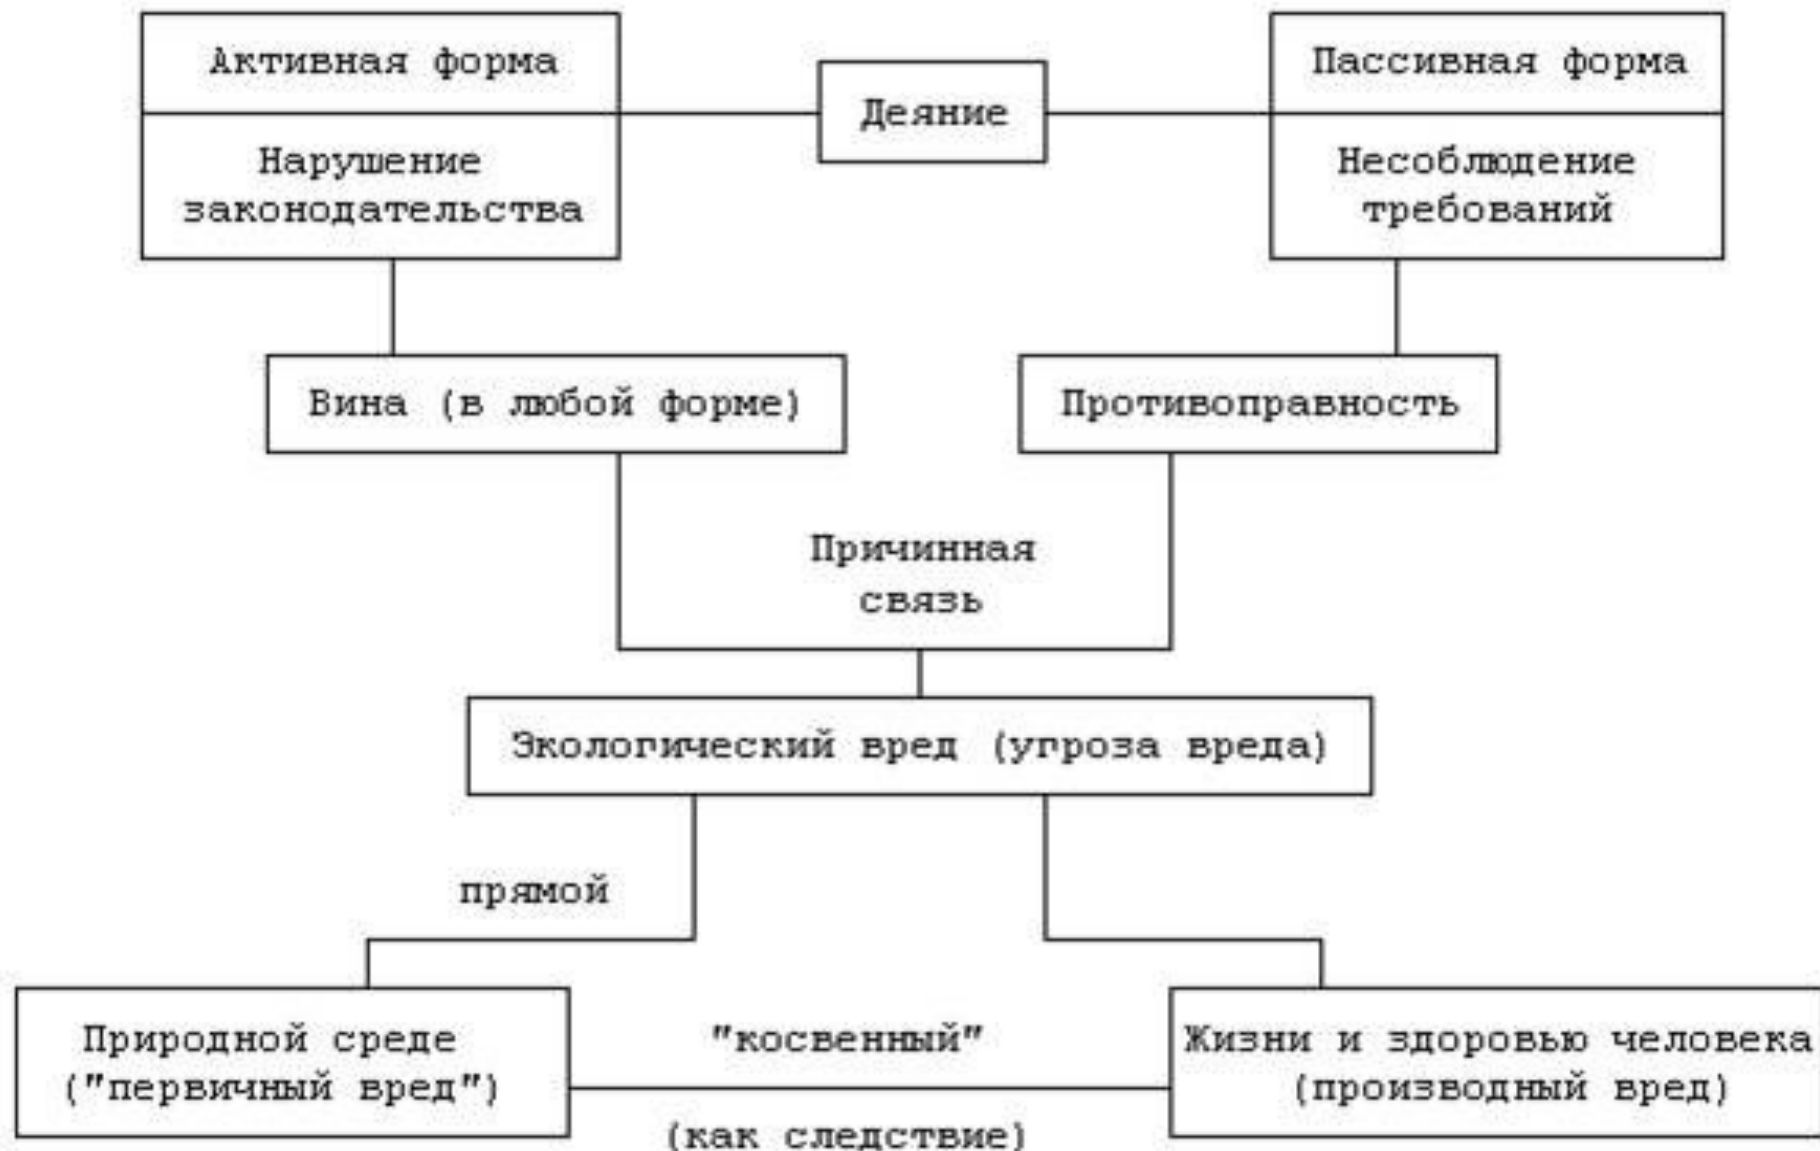 Активная форма
Деяние
Пассивная форма
Нарушение
законодательства
Несоблюдение
требований
Вина (в любой форме)
Противоправность
Причинная
связь
Экологический вред (угроза вреда)
прямой
Природной среде
("первичный вред")
"косвенный"
(как следствие)
Жизни и здоровью человека
(производный вред)